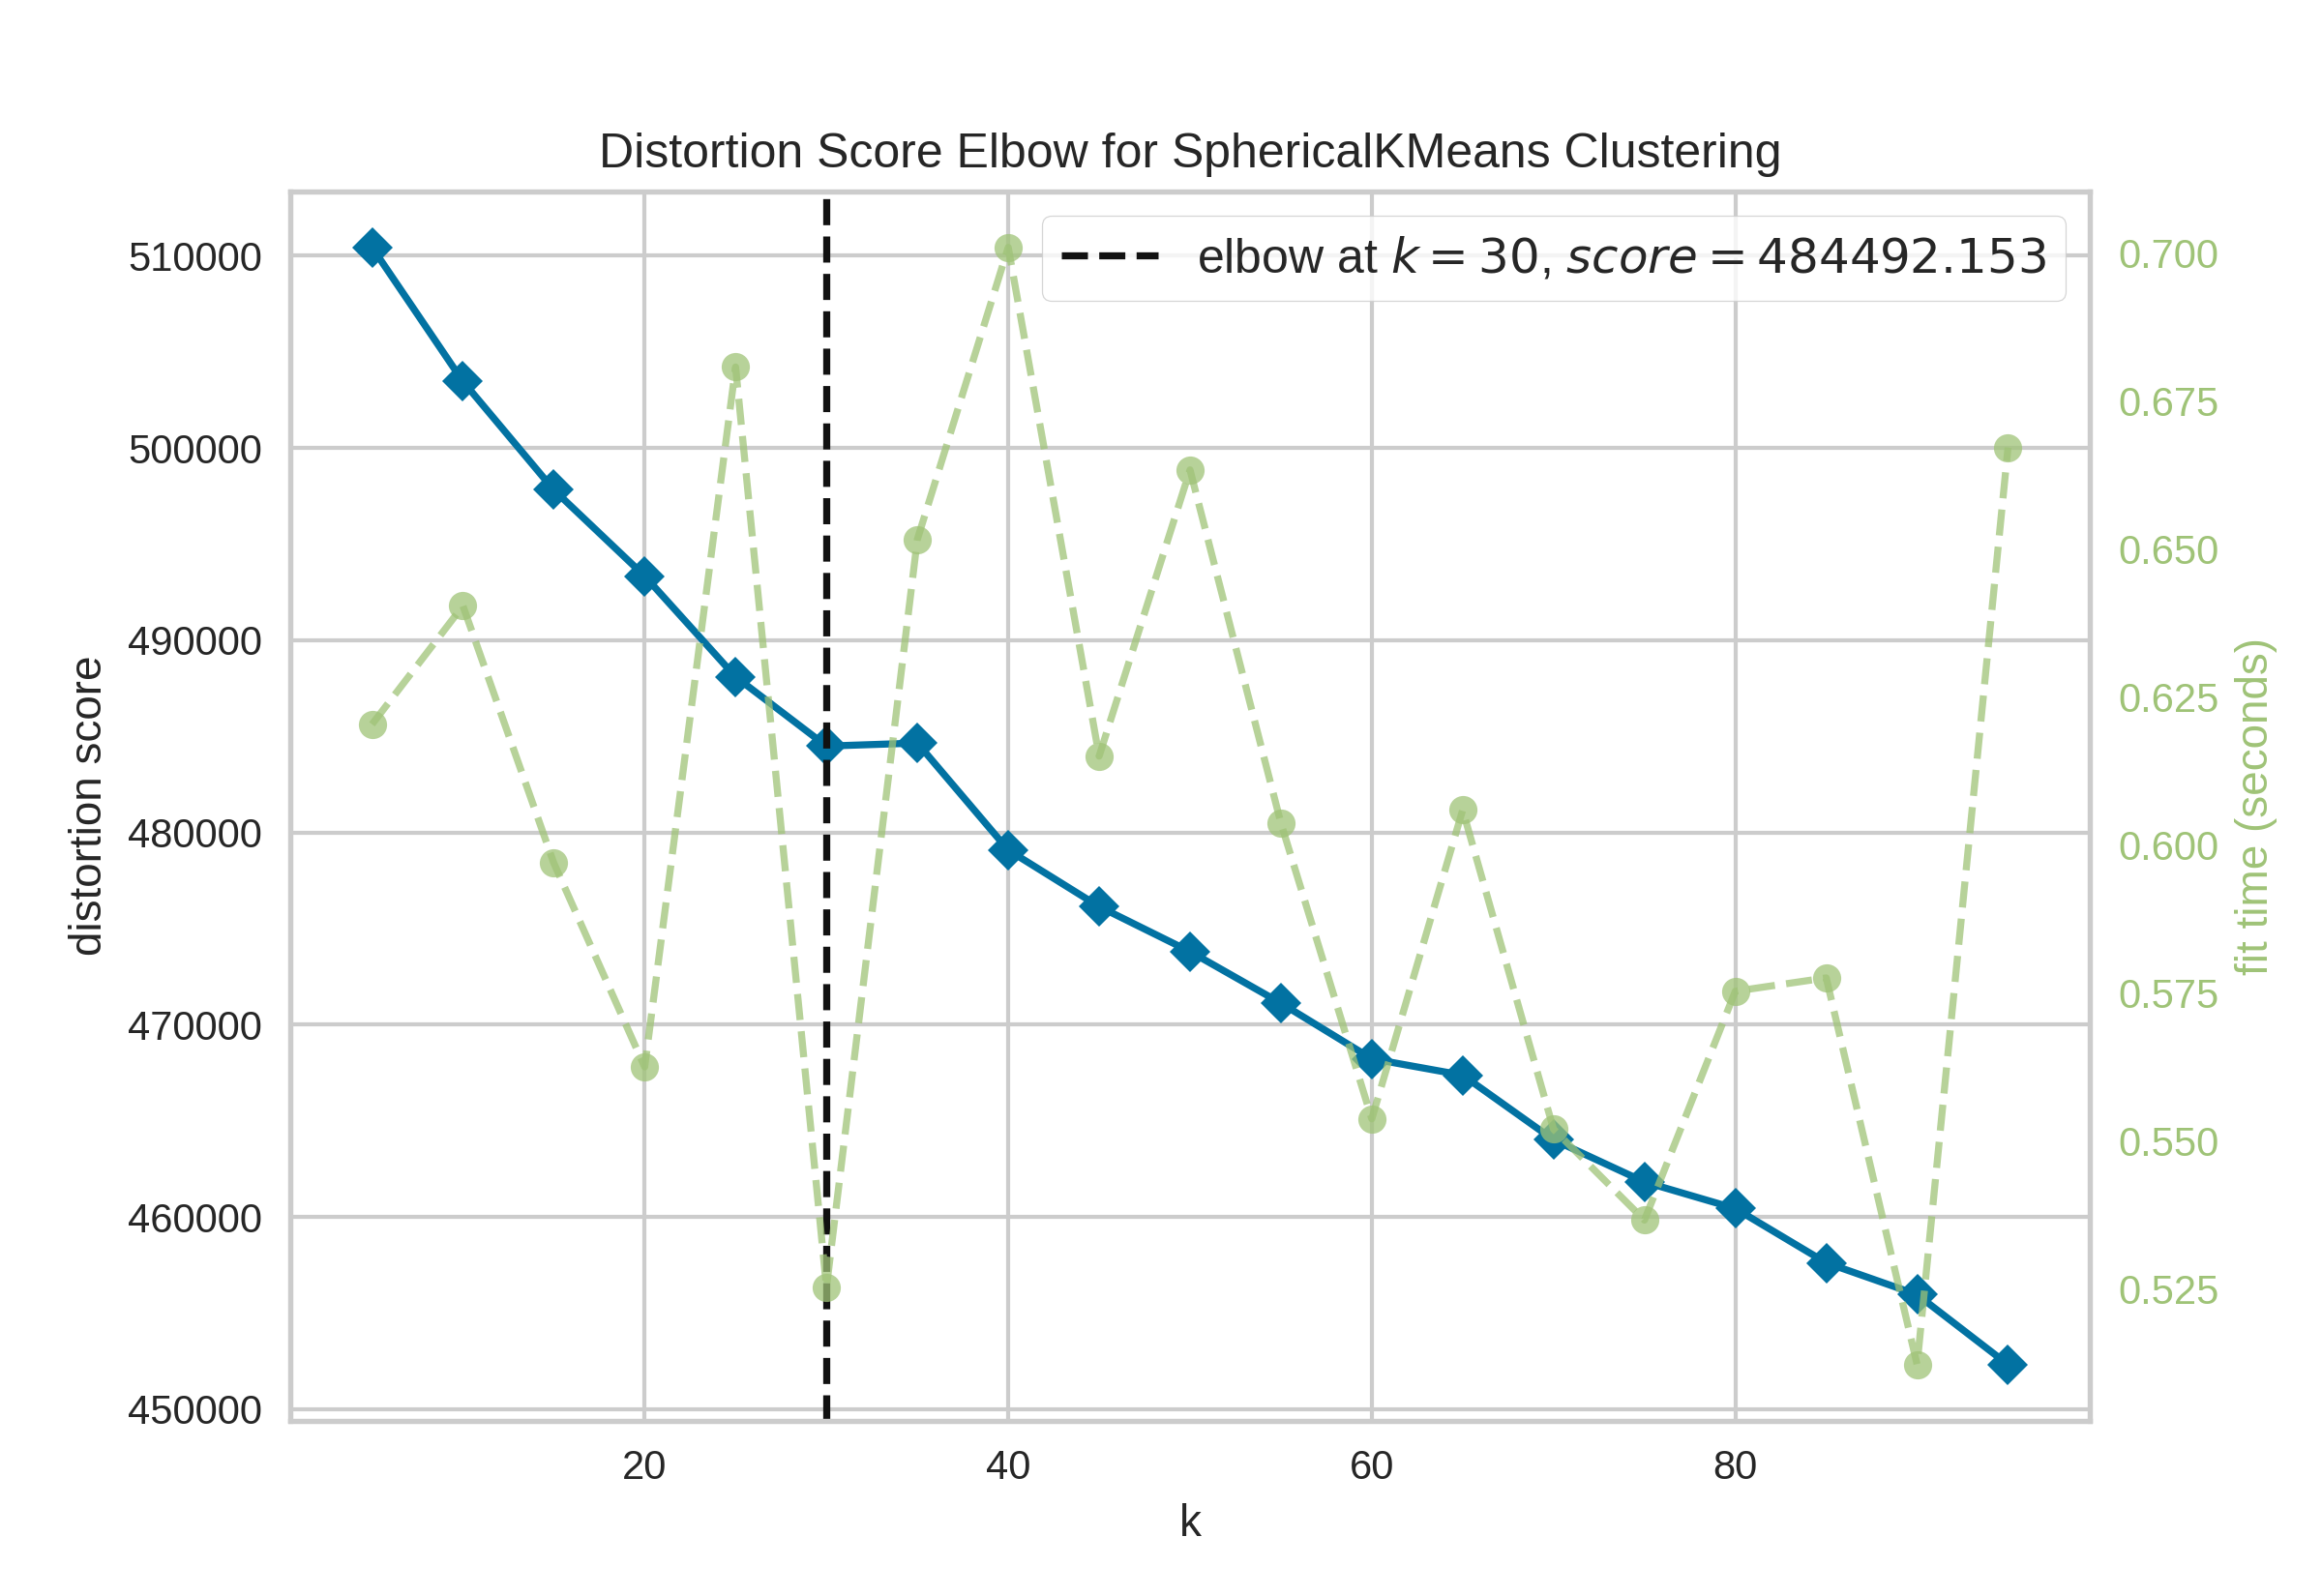 Distortion Score Elbow for SphericalKMeans Clustering
elbow at k = 30, score = 484492.153
510000
500000
490000
480000
470000
460000
450000
distortion score
0.700
0.675
0.650
0.625
0.600
0.575
0.550
0.525
fit time (seconds)
20 40 60 80
k